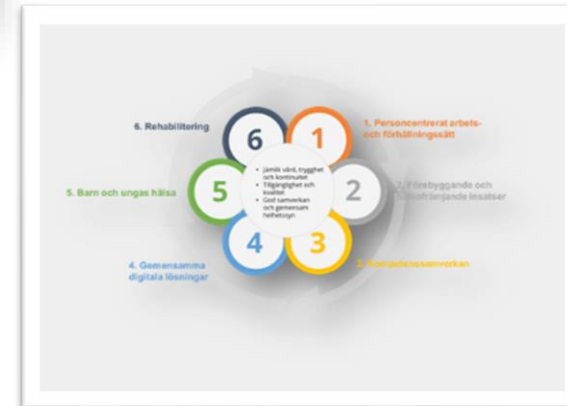 6. Rehabilitering
1. Personcentrerat arbets-
och förhållningssätt
6
1
5. Barn och ungas hälsa
5
• Jämlik vård, trygghet
och kontinuitet
• Tillgänglighet och
kvalitet
• God samverkan
och gemensam
helhetssyn
2
2. Förebyggande och
hälsofrämjande insatser
4
3
4. Gemensamma
digitala lösningar
3. Kompetenssamverkan